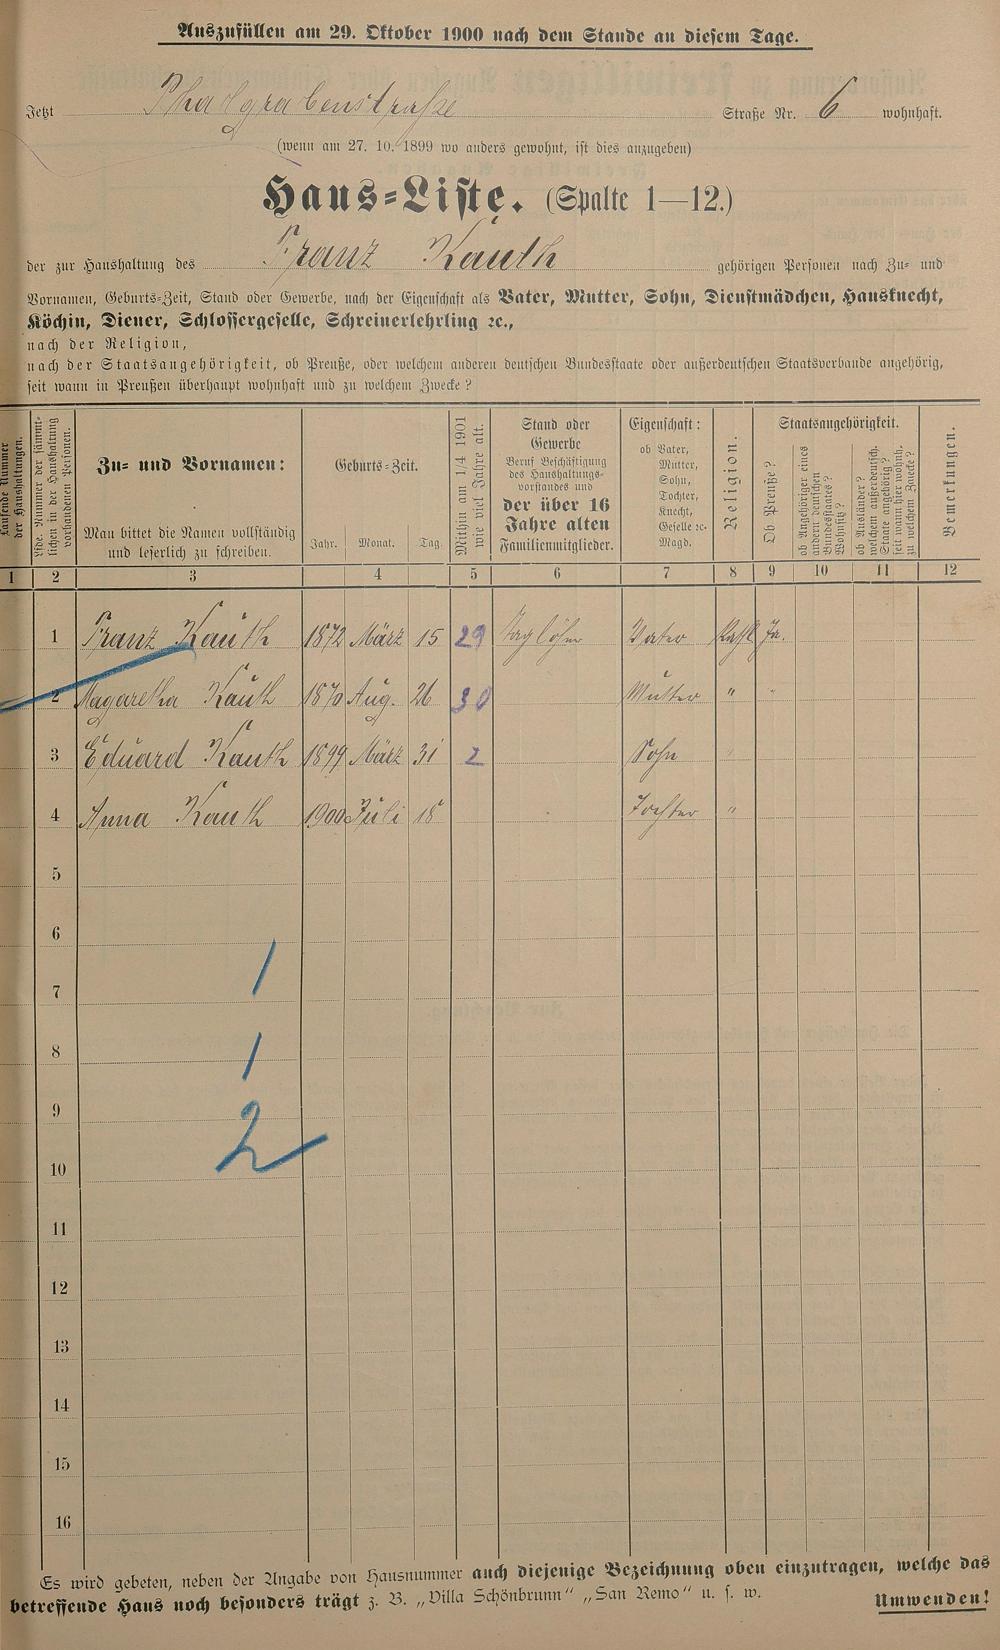 Auszufüllen am 29. Oktober 1900 nach dem Stande an diesem Tage.
Jetzt Phalgrabenstraße Straße Nr. 6 wohnhaft.
(wenn am 27. 10. 1899 wo anders gewohnt, ist dies anzugeben)
Haus=Liste. (Spalte 1—12.)
der zur Haushaltung des Franz Kauth gehörigen Personen nach Zu= und
Vornamen, Geburts=Zeit, Stand oder Gewerbe, nach der Eigenschaft als Vater, Mutter, Sohn, Dienstmädchen, Hausknecht,
Köchin, Diener, Schlossergeselle, Schreinerlehrling ꝛc.,
nach der Religion,
nach der Staatsangehörigkeit, ob Preuße, oder welchem anderen deutschen Bundesstaate oder außerdeutschen Staatsverbande angehörig,
seit wann in Preußen überhaupt wohnhaft und zu welchem Zwecke?
Laufende Nummer der Haushaltungen.
Lfde. Nummer der sämmtlichen in der Haushaltung vorhandenen Personen.
Zu= und Vornamen:
Man bittet die Namen vollständig
und leserlich zu schreiben.
Geburts=Zeit.
Jahr. Monat. Tag.
Mithin am 1/4 1901
wie viel Jahre alt.
Stand oder
Gewerbe
Beruf Beschäftigung
des Haushaltungs=
vorstandes und
der über 16
Jahre alten
Familienmitglieder.
Eigenschaft:
ob Vater,
Mutter,
Sohn,
Tochter,
Knecht,
Geselle ꝛc.
Magd.
Religion.
Staatsangehörigkeit.
Ob Preuße?
ob Angehöriger eines
andern deutschen
Bundesstaates?
Wohnsitz?
ob Ausländer?
welchem außerdeutsch.
Staate angehörig?
seit wann hier wohnh.
zu welchem Zwecke?
Bemerkungen.
1 2 3 4 5 6 7 8 9 10 11 12
1 Franz Kauth 1872 März 15 29 Taglöhner Vater Kath Ja.
2 Magaretha Kauth 1870 Aug. 26 30 Mutter " "
3 Eduard Kauth 1899 März 31 2 Sohn "
4 Anna Kauth 1900 Juli 18 Tochter "
5
6
7 1
8 1
9
10 2
11
12
13
14
15
16
Es wird gebeten, neben der Angabe von Hausnummer auch diejenige Bezeichnung oben einzutragen, welche das
betreffende Haus noch besonders trägt z. B. „Villa Schönbrunn“ „San Remo“ u. s. w. Umwenden!